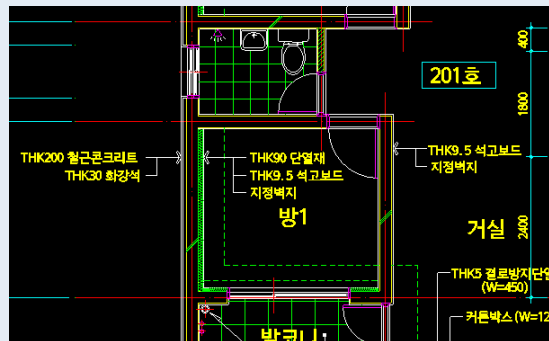 400
201호
1800
THK200 철근콘크리트
THK30 화강석
THK90 단열재
THK9.5 석고보드
지정벽지
THK9.5 석고보드
지정벽지
방1
거실
2400
THK5 결로방지단열
(W=450)
커튼박스 (W=12
발코니